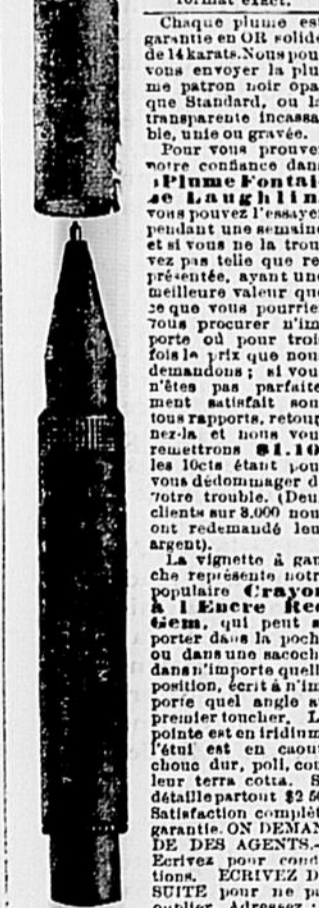 format exact.
Chaque plume est
garantie en OR solide
de 14 karats. Nous pou
vous envoyer la plu
me patron noir opa
que Standard, ou la
transparente incassa
ble, unie ou gravée.
Pour vous prouver
notre confiance dans
Plume Fontai
Laughlin
vous pouvez l'essayer
pendant une semaine
et si vous ne la trou
vez pas telle que re
présentée, ayant une
meilleure valeur que
ce que vous pourriez
vous procurer n'im
porte où pour trois
fois le prix que nous
demandons ; si vous
n'êtes pas parfaite
ment satisfait sous
tous rapports, retour
nez-la et nous vous
remettrons $1.10
les 10cts étant pour
vous dédommager de
votre trouble. (Deux
clients sur 3.000 nous
ont redemandé leur
argent).
La vignette à gau
che représente notre
populaire Crayon
à l Encre Red
Gem, qui peut se
porter dans la poche
ou dans une sacoche
dans n'importe quelle
position, écrit à n'im
porte quel angle au
premier toucher. La
pointe est en iridium
l'étui est en caout
chouc dur, poli, cou
leur terra cotta. Se
détaille partout $2 50
Satisfaction complète
garantie. ON DEMAN
DE DES AGENTS.-
Ecrivez pour condi
tions. ECRIVEZ DE
SUITE pour ne pas
oublier. Adressez :